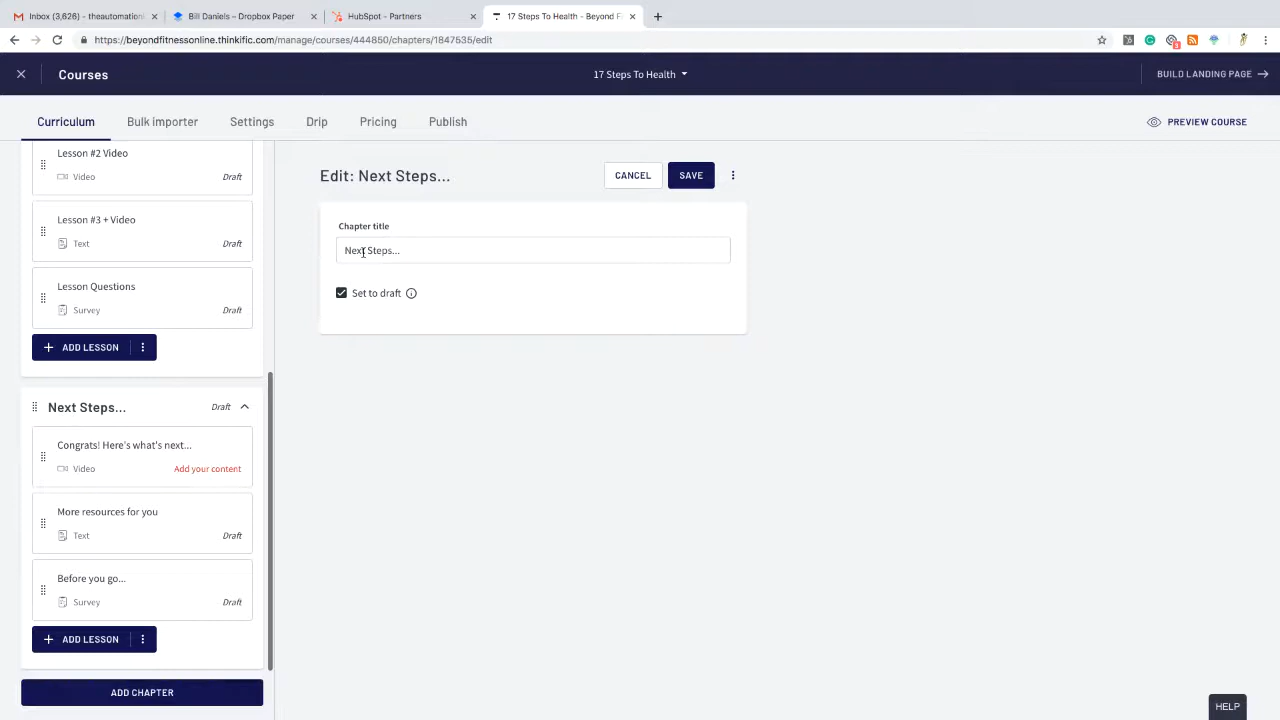 Inbox (3,626) - theautomation
Bill Daniels – Dropbox Paper
HubSpot - Partners
17 Steps To Health - Beyond F
https://beyondfitnessonline.thinkific.com/manage/courses/444850/chapters/1847535/edit
Courses
17 Steps To Health
BUILD LANDING PAGE
Curriculum
Bulk importer
Settings
Drip
Pricing
Publish
PREVIEW COURSE
Lesson #2 Video
Video
Draft
Lesson #3 + Video
Text
Draft
Lesson Questions
Survey
Draft
ADD LESSON
Next Steps...
Draft
Congrats! Here's what's next...
Video
Add your content
More resources for you
Text
Draft
Before you go...
Survey
Draft
ADD LESSON
ADD CHAPTER
Edit: Next Steps...
CANCEL
SAVE
Chapter title
Next Steps...
Set to draft
HELP